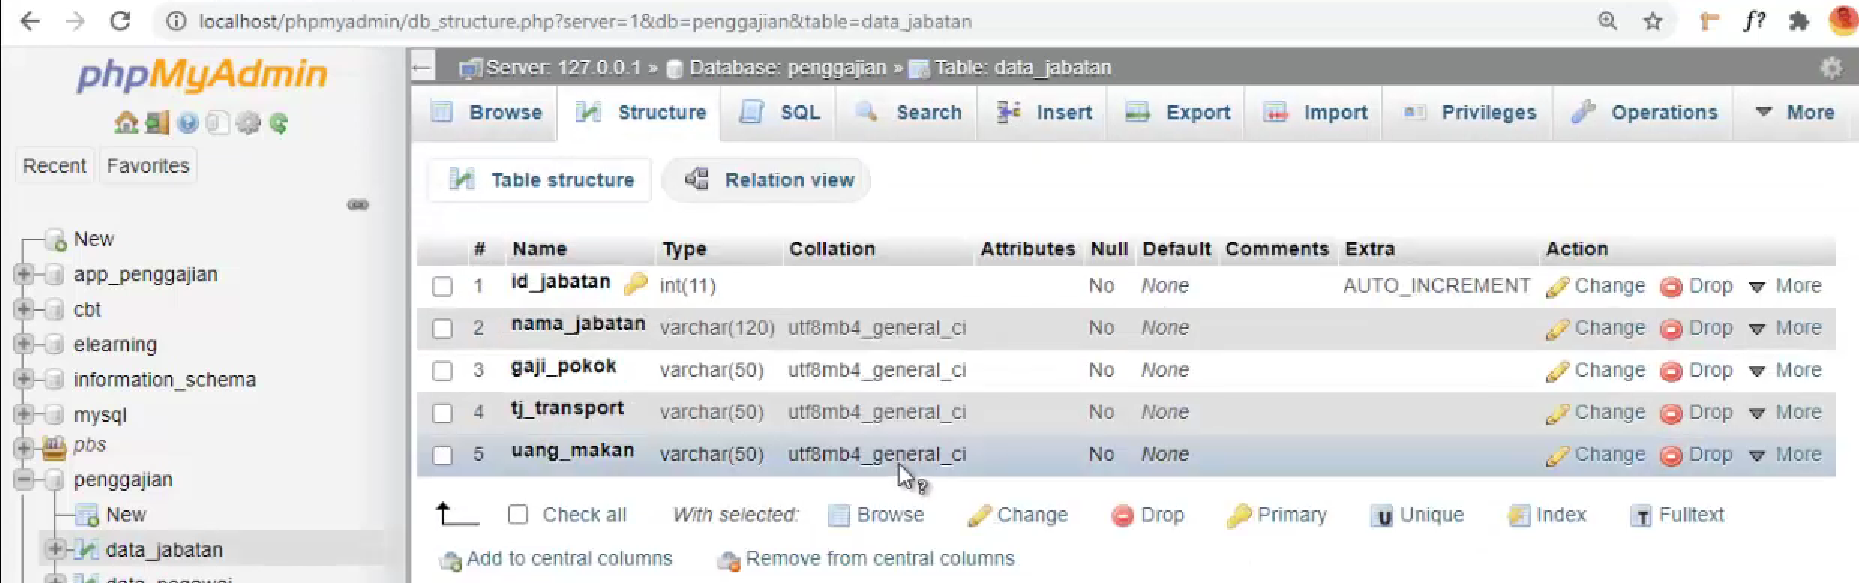 localhost/phpmyadmin/db_structure.php?server=1&db=penggajian&table=data_jabatan
f?
phpMyAdmin
Recent Favorites
New
app_penggajian
cbt
elearning
information_schema
mysql
pbs
penggajian
New
data_jabatan
data_pegawai
Server: 127.0.0.1 » Database: penggajian » Table: data_jabatan
Browse Structure SQL Search Insert Export Import Privileges Operations More
Table structure Relation view
# Name Type Collation Attributes Null Default Comments Extra Action
1 id_jabatan int(11) No None AUTO_INCREMENT Change Drop More
2 nama_jabatan varchar(120) utf8mb4_general_ci No None Change Drop More
3 gaji_pokok varchar(50) utf8mb4_general_ci No None Change Drop More
4 tj_transport varchar(50) utf8mb4_general_ci No None Change Drop More
5 uang_makan varchar(50) utf8mb4_general_ci No None Change Drop More
Check all With selected: Browse Change Drop Primary Unique Index Fulltext
Add to central columns Remove from central columns